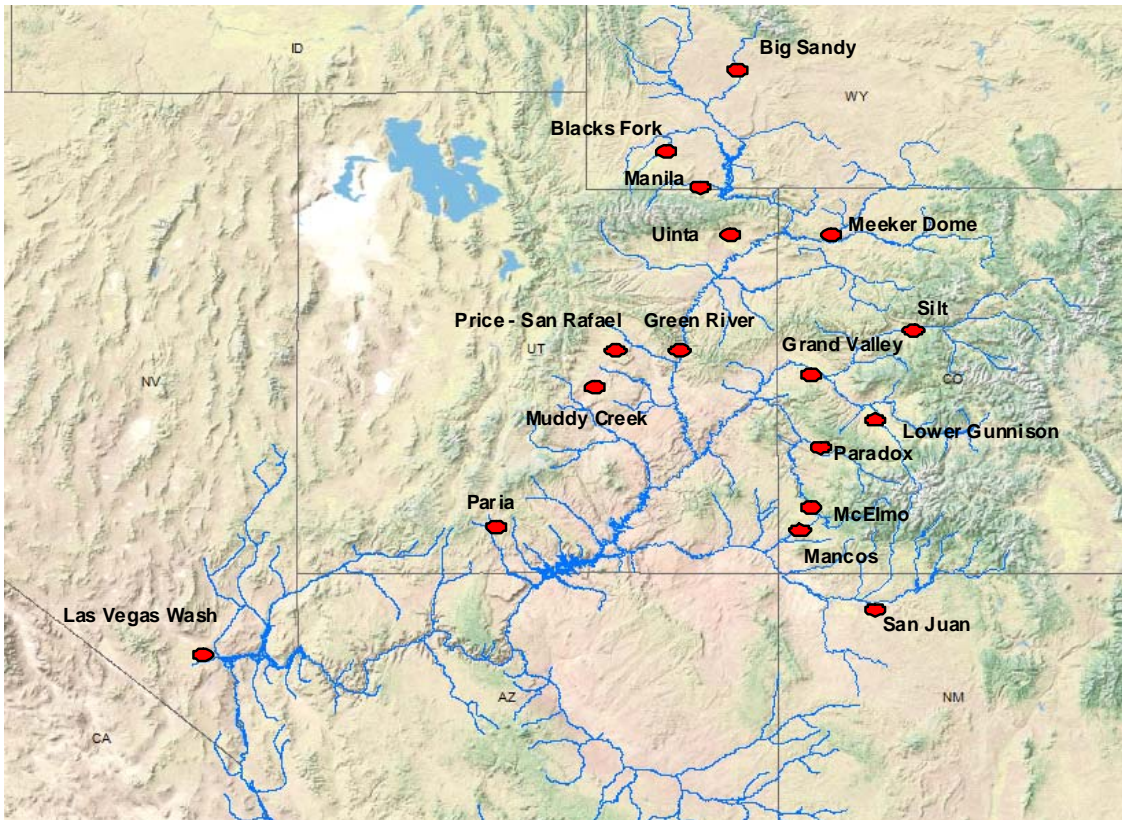 ID
Big Sandy
WY
Blacks Fork
Manila
Uinta
Meeker Dome
Silt
Price - San Rafael
Green River
UT
Grand Valley
NV
CO
Muddy Creek
Lower Gunnison
Paradox
Paria
McElmo
Mancos
Las Vegas Wash
San Juan
AZ
NM
CA